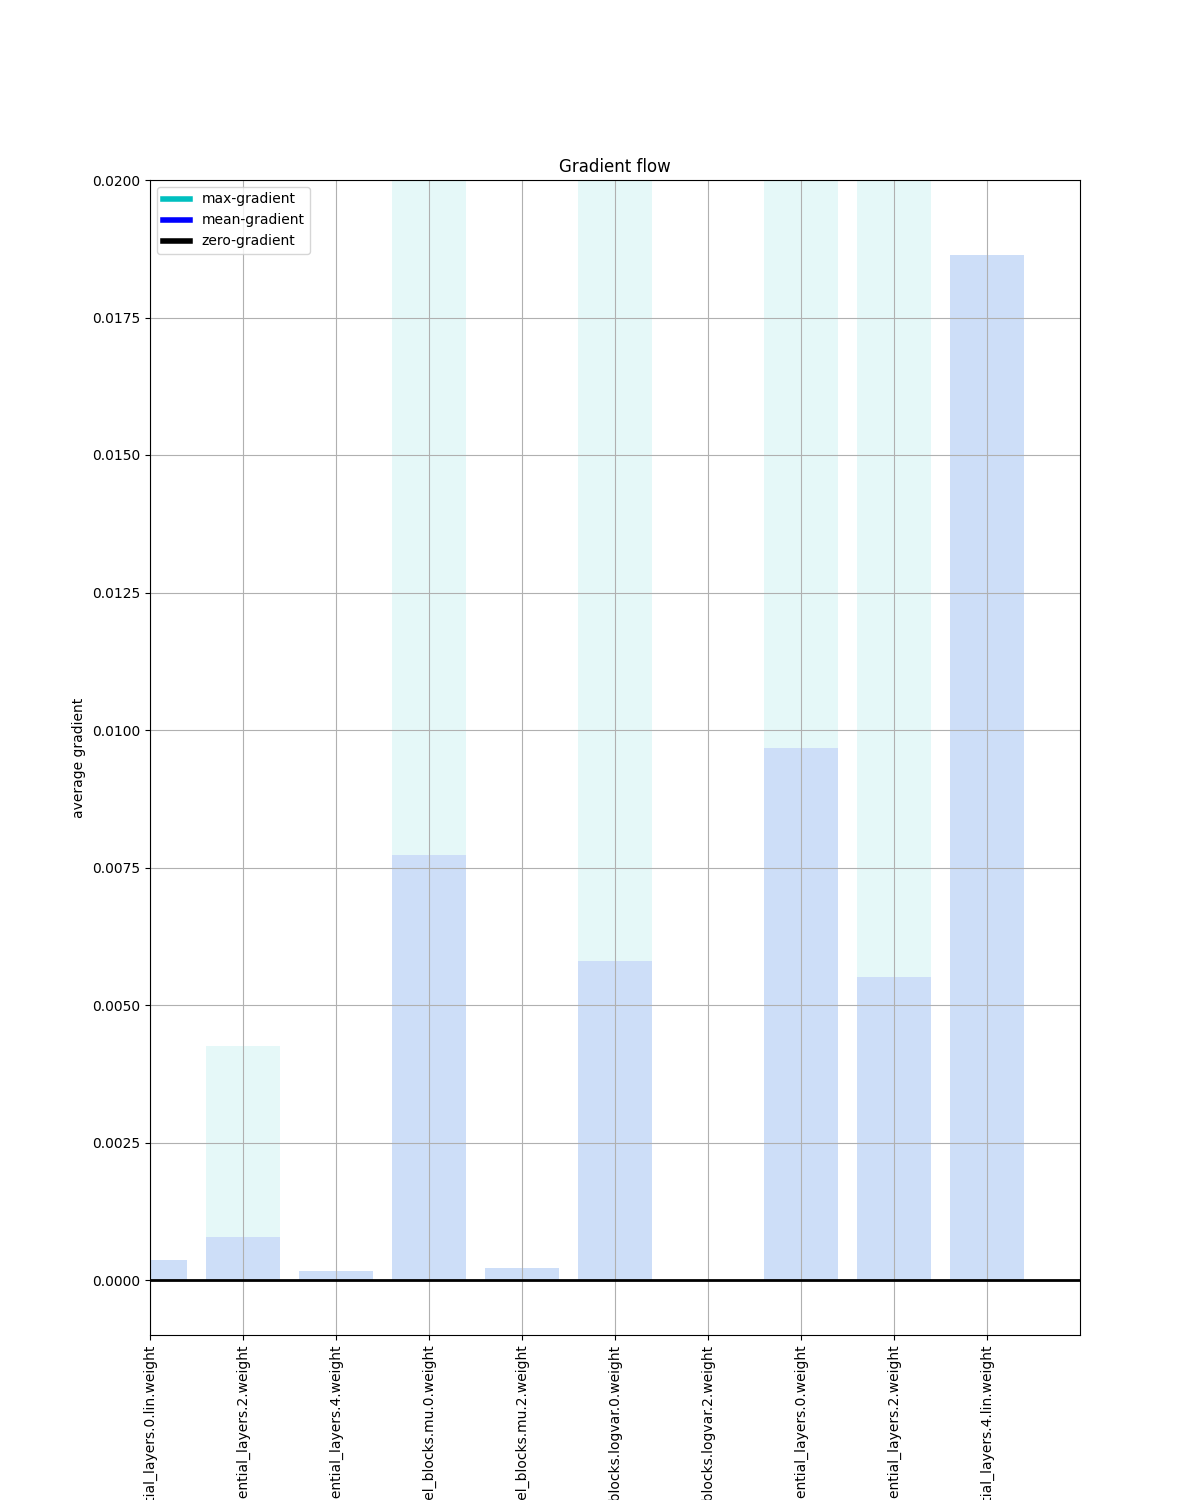 Gradient flow
max-gradient
mean-gradient
zero-gradient
0.0200
0.0175
0.0150
0.0125
0.0100
0.0075
0.0050
0.0025
0.0000
average gradient
tial_layers.0.lin.weight
ential_layers.2.weight
ential_layers.4.weight
el_blocks.mu.0.weight
el_blocks.mu.2.weight
blocks.logvar.0.weight
blocks.logvar.2.weight
ential_layers.0.weight
ential_layers.2.weight
tial_layers.4.lin.weight